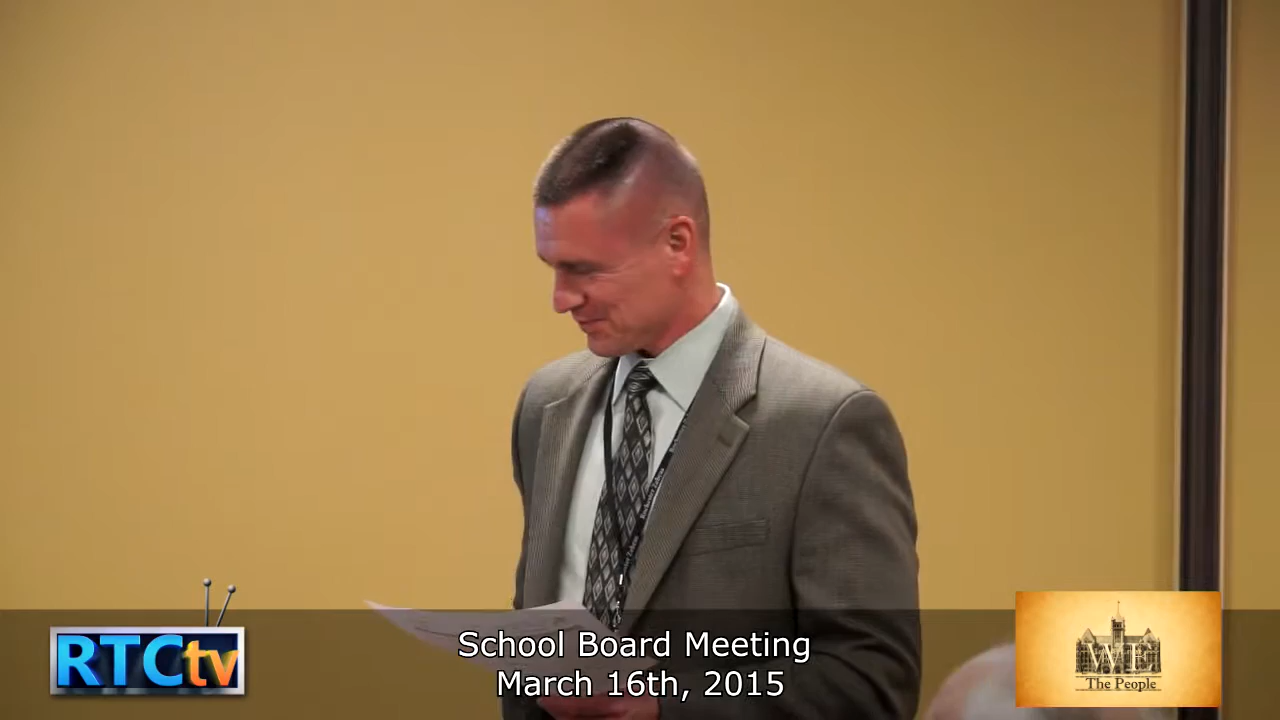 School Board Meeting
March 16th, 2015
RTCtv
WE
The People